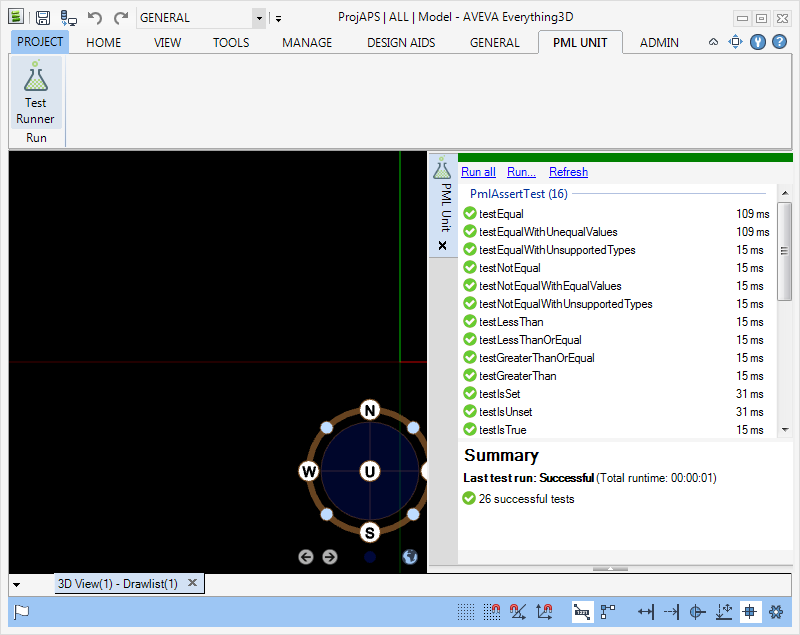 GENERAL
ProjAPS | ALL | Model - AVEVA Everything3D
PROJECT HOME VIEW TOOLS MANAGE DESIGN AIDS GENERAL PML UNIT ADMIN
Test
Runner
Run
PML Unit
Run all Run... Refresh
PmlAssertTest (16)
testEqual 109 ms
testEqualWithUnequalValues 109 ms
testEqualWithUnsupportedTypes 15 ms
testNotEqual 15 ms
testNotEqualWithEqualValues 15 ms
testNotEqualWithUnsupportedTypes 15 ms
testLessThan 15 ms
testLessThanOrEqual 15 ms
testGreaterThanOrEqual 15 ms
testGreaterThan 15 ms
testIsSet 31 ms
testIsUnset 31 ms
testIsTrue 15 ms
N
W U
S
Summary
Last test run: Successful (Total runtime: 00:00:01)
26 successful tests
3D View(1) - Drawlist(1)